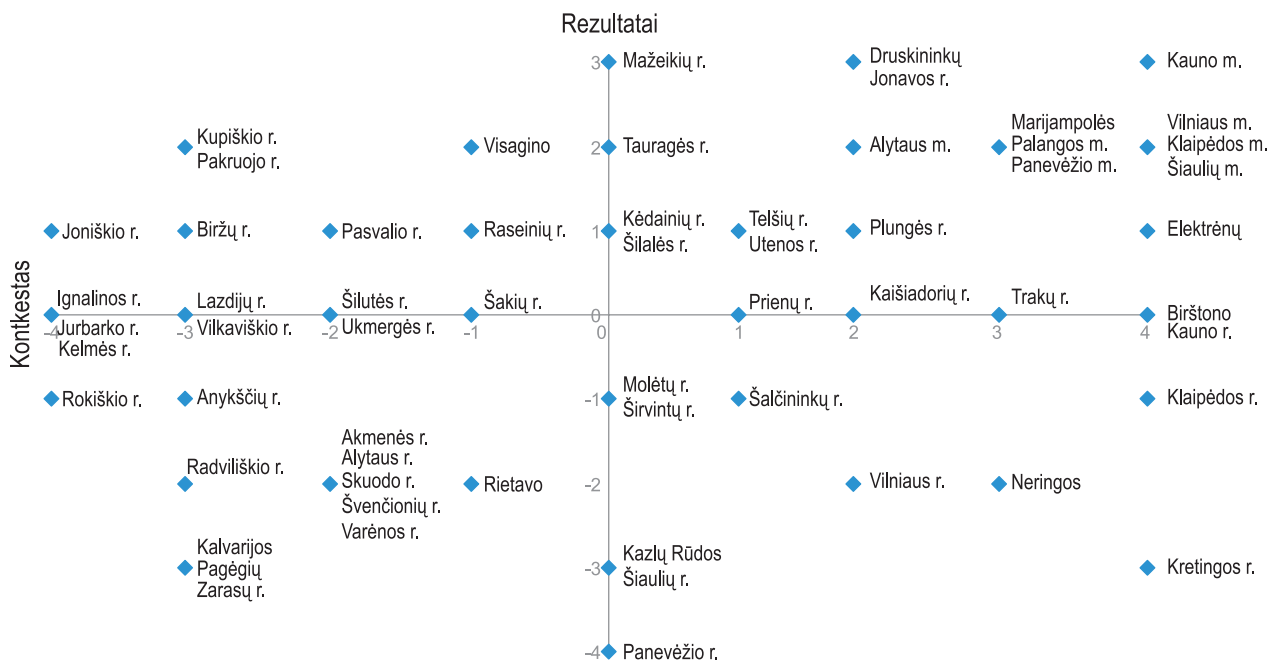 Rezultatai
3
Mažeikių r.
Druskininkų
Jonavos r.
Kauno m.
Kupiškio r.
Pakruojo r.
Visagino
2
Tauragės r.
Alytaus m.
Marijampolės
Palangos m.
Panevėžio m.
Vilniaus m.
Klaipėdos m.
Šiaulių m.
Joniškio r.
Biržų r.
Pasvalio r.
Raseinių r.
1
Kėdainių r.
Šilalės r.
Telšių r.
Utenos r.
Plungės r.
Elektrėnų
Kontkestas
Ignalinos r.
Jurbarko r.
Kelmės r.
Lazdijų r.
Vilkaviškio r.
Šilutės r.
Ukmergės r.
Šakių r.
Prienų r.
Kaišiadorių r.
Trakų r.
Birštono
Kauno r.
-4
-3
-2
-1
0
1
2
3
4
Rokiškio r.
Anykščių r.
-1
Molėtų r.
Širvintų r.
Šalčininkų r.
Klaipėdos r.
Radviliškio r.
Akmenės r.
Alytaus r.
Skuodo r.
Švenčionių r.
Varėnos r.
Rietavo
-2
Vilniaus r.
Neringos
Kalvarijos
Pagėgių
Zarasų r.
-3
Kazlų Rūdos
Šiaulių r.
Kretingos r.
-4
Panevėžio r.